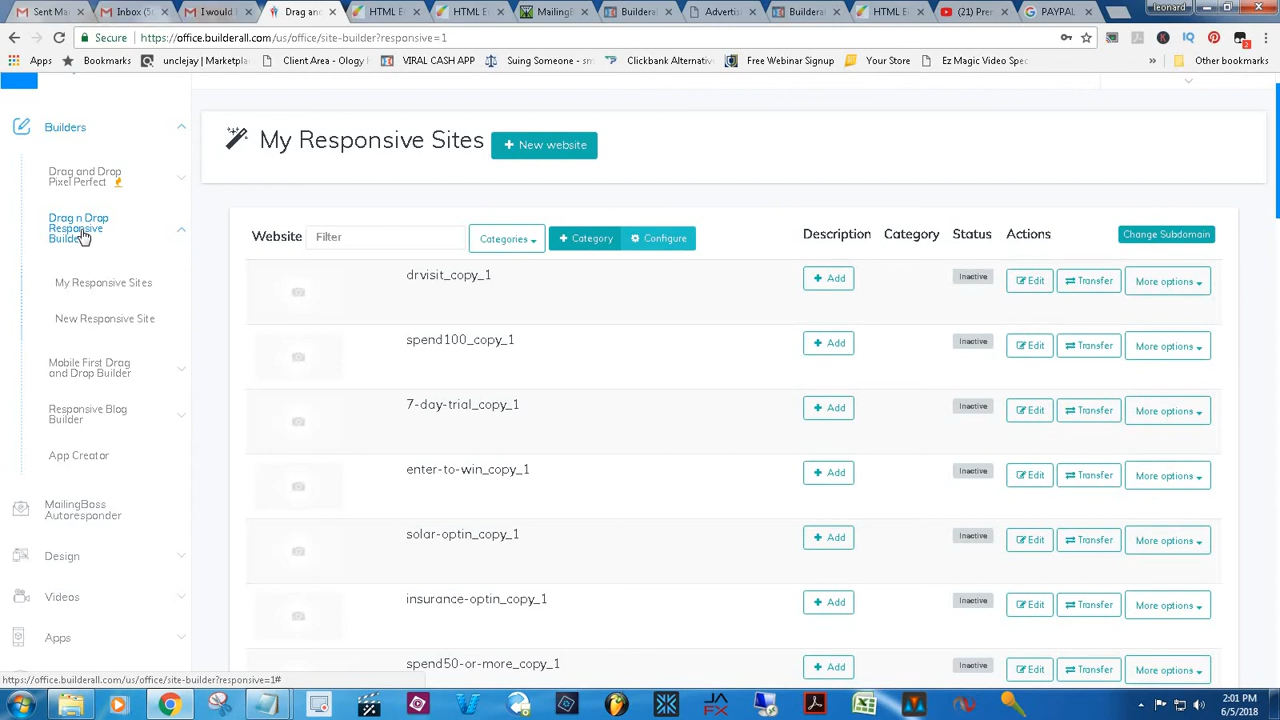 leonard
Sent Ma
Inbox (5
I would
Drag an
HTML E
HTML E
MailingB
Builderal
Advertis
Builderal
HTML E
(21) Pre
PAYPAL
Secure https://office.builderall.com/us/office/site-builder?responsive=1
Apps Bookmarks unclejay | Marketplac Client Area - Ology VIRAL CASH APP Suing Someone - sm Clickbank Alternativ Free Webinar Signup Your Store Ez Magic Video Spec Other bookmarks
Builders
Drag and Drop
Pixel Perfect
Drag n Drop
Responsive
Builder
My Responsive Sites
New Responsive Site
Mobile First Drag
and Drop Builder
Responsive Blog
Builder
App Creator
MailingBoss
Autoresponder
Design
Videos
Apps
My Responsive Sites + New website
Website Filter Categories + Category Configure Description Category Status Actions Change Subdomain
drvisit_copy_1 + Add Inactive Edit Transfer More options
spend100_copy_1 + Add Inactive Edit Transfer More options
7-day-trial_copy_1 + Add Inactive Edit Transfer More options
enter-to-win_copy_1 + Add Inactive Edit Transfer More options
solar-optin_copy_1 + Add Inactive Edit Transfer More options
insurance-optin_copy_1 + Add Inactive Edit Transfer More options
spend50-or-more_copy_1 + Add Inactive Edit Transfer More options
https://office.builderall.com/us/office/site-builder?responsive=1#
2:01 PM
6/5/2018